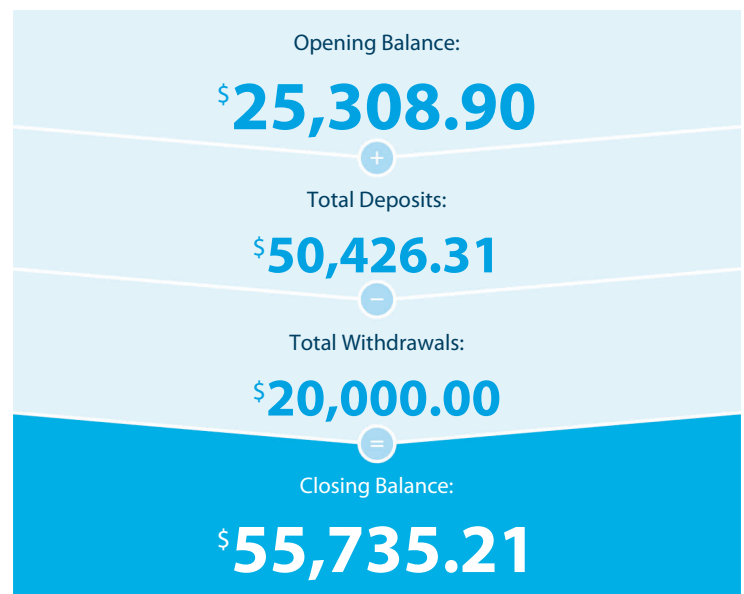 Opening Balance:
$25,308.90
+
Total Deposits:
$50,426.31
−
Total Withdrawals:
$20,000.00
=
Closing Balance:
$55,735.21